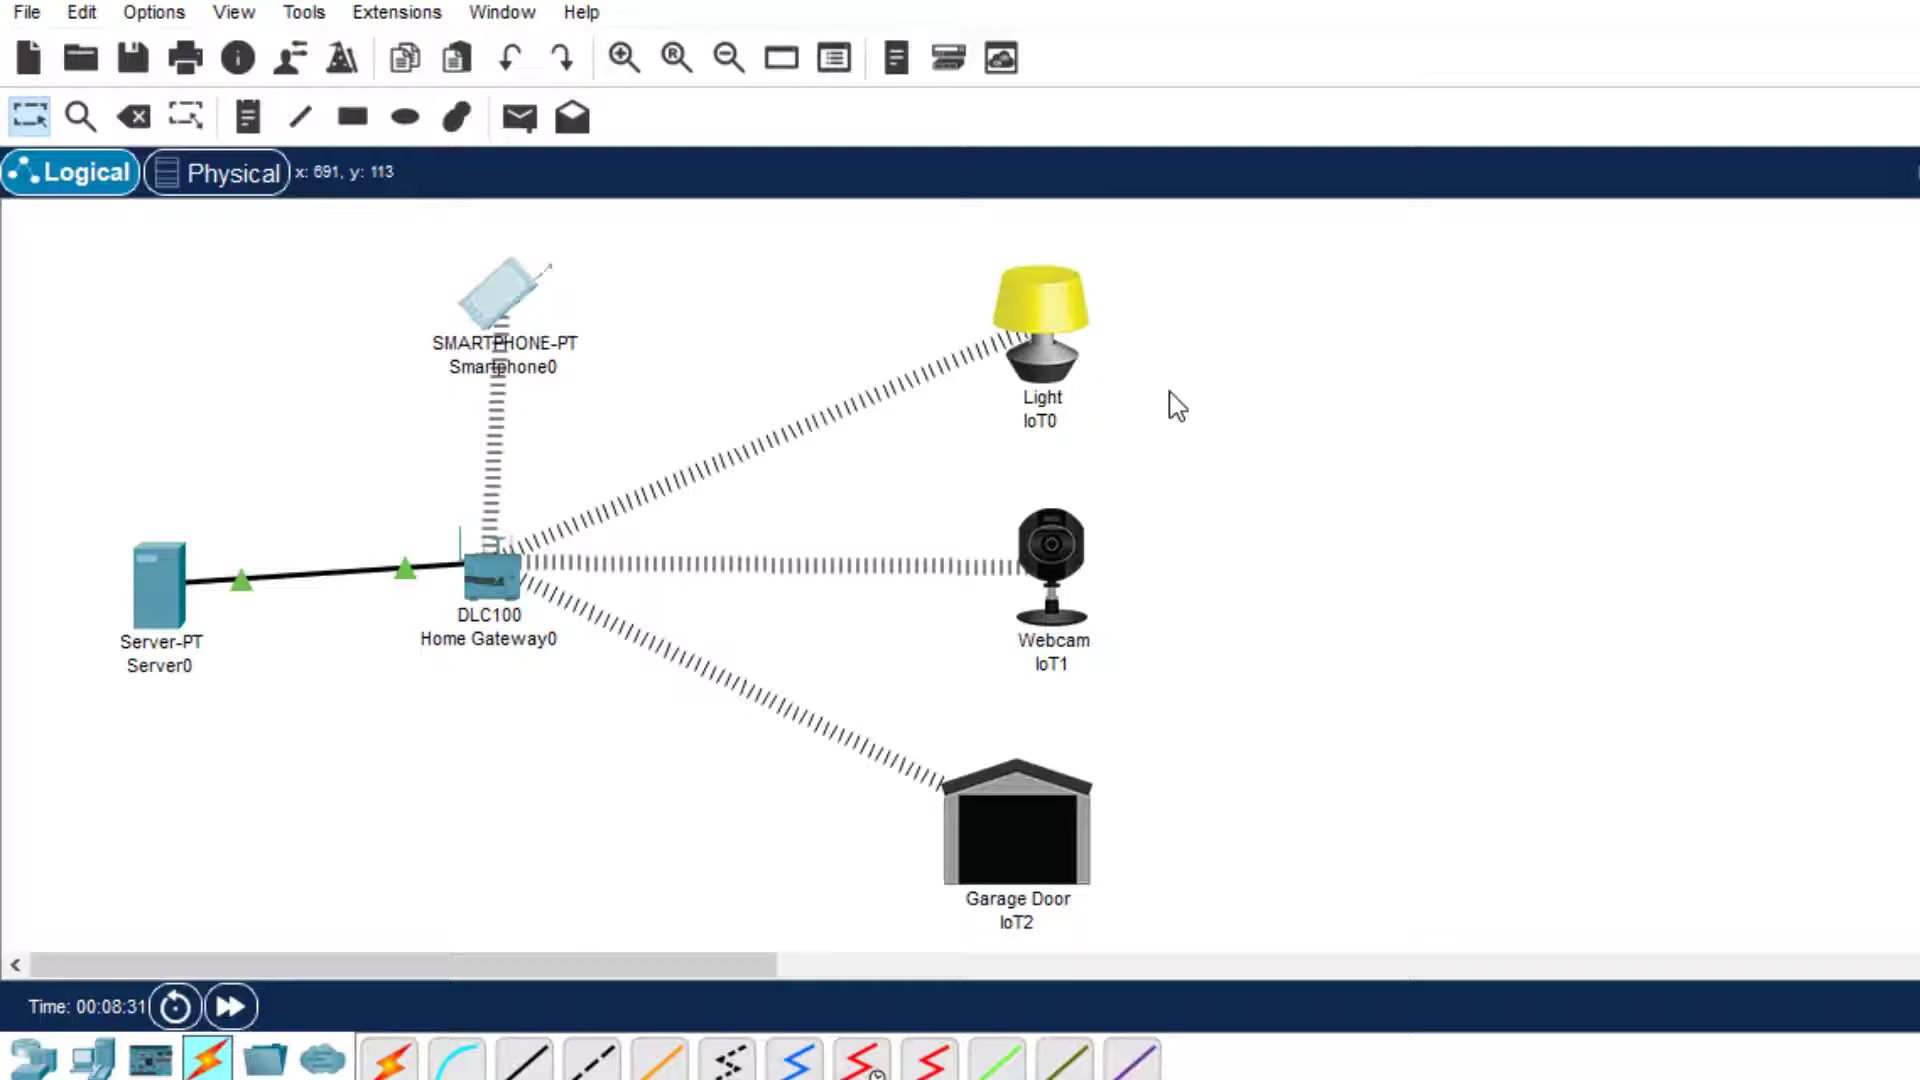 File Edit Options View Tools Extensions Window Help
R
Logical Physical x: 691, y: 113
SMARTPHONE-PT
Smartphone0
Light
IoT0
Server-PT
Server0
DLC100
Home Gateway0
Webcam
IoT1
Garage Door
IoT2
Time: 00:08:31